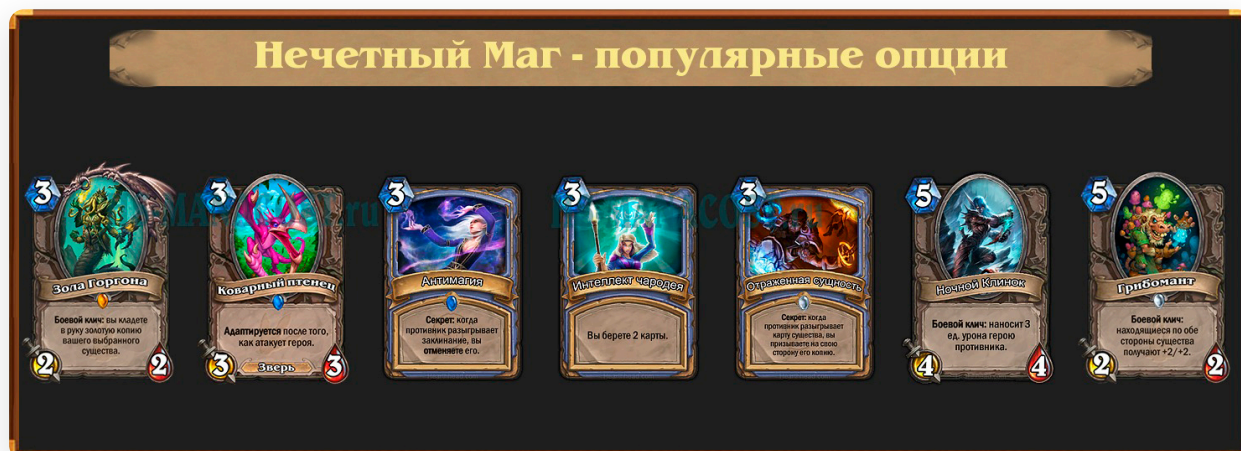 Нечетный Маг - популярные опции
3
Зола Горгона
Боевой клич: вы кладете
в руку золотую копию
вашего выбранного
существа.
2
2
3
Коварный птенец
Адаптируется после того,
как атакует героя.
3
Зверь
3
3
Антимагия
Секрет: когда
противник разыгрывает
заклинание, вы
отменяете его.
3
Интеллект чародея
Вы берете 2 карты.
3
Отраженная сущность
Секрет: когда
противник разыгрывает
карту существа, вы
призываете на свою
сторону его копию.
5
Ночной Клинок
Боевой клич: наносит 3
ед. урона герою
противника.
4
4
5
Грибомант
Боевой клич:
находящиеся по обе
стороны существа
получают +2/+2.
2
2